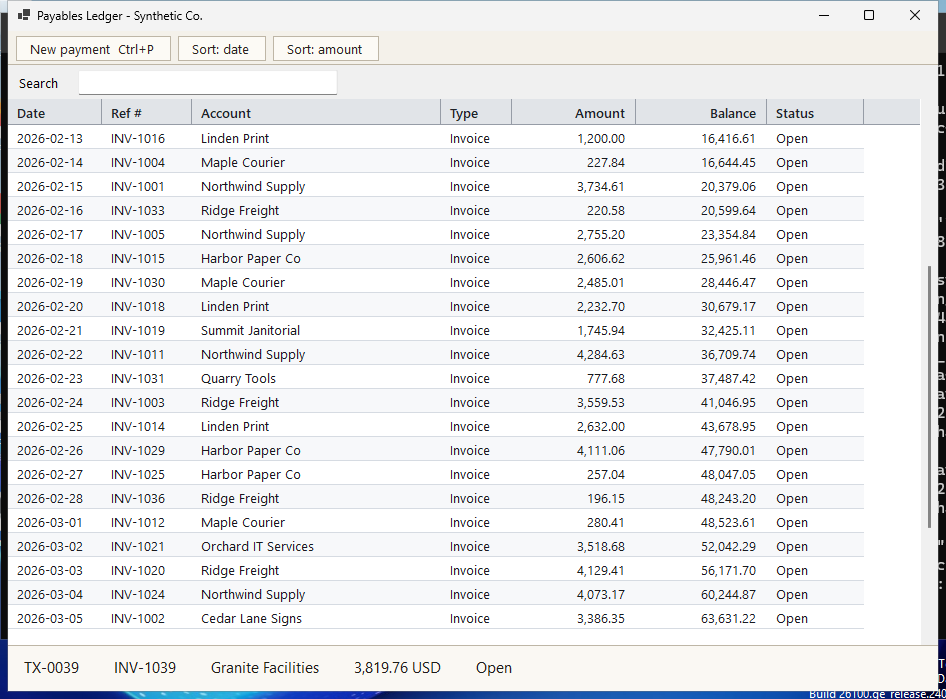 Payables Ledger - Synthetic Co.
New payment Ctrl+P Sort: date Sort: amount
Search
Date Ref # Account Type Amount Balance Status
2026-02-13 INV-1016 Linden Print Invoice 1,200.00 16,416.61 Open
2026-02-14 INV-1004 Maple Courier Invoice 227.84 16,644.45 Open
2026-02-15 INV-1001 Northwind Supply Invoice 3,734.61 20,379.06 Open
2026-02-16 INV-1033 Ridge Freight Invoice 220.58 20,599.64 Open
2026-02-17 INV-1005 Northwind Supply Invoice 2,755.20 23,354.84 Open
2026-02-18 INV-1015 Harbor Paper Co Invoice 2,606.62 25,961.46 Open
2026-02-19 INV-1030 Maple Courier Invoice 2,485.01 28,446.47 Open
2026-02-20 INV-1018 Linden Print Invoice 2,232.70 30,679.17 Open
2026-02-21 INV-1019 Summit Janitorial Invoice 1,745.94 32,425.11 Open
2026-02-22 INV-1011 Northwind Supply Invoice 4,284.63 36,709.74 Open
2026-02-23 INV-1031 Quarry Tools Invoice 777.68 37,487.42 Open
2026-02-24 INV-1003 Ridge Freight Invoice 3,559.53 41,046.95 Open
2026-02-25 INV-1014 Linden Print Invoice 2,632.00 43,678.95 Open
2026-02-26 INV-1029 Harbor Paper Co Invoice 4,111.06 47,790.01 Open
2026-02-27 INV-1025 Harbor Paper Co Invoice 257.04 48,047.05 Open
2026-02-28 INV-1036 Ridge Freight Invoice 196.15 48,243.20 Open
2026-03-01 INV-1012 Maple Courier Invoice 280.41 48,523.61 Open
2026-03-02 INV-1021 Orchard IT Services Invoice 3,518.68 52,042.29 Open
2026-03-03 INV-1020 Ridge Freight Invoice 4,129.41 56,171.70 Open
2026-03-04 INV-1024 Northwind Supply Invoice 4,073.17 60,244.87 Open
2026-03-05 INV-1002 Cedar Lane Signs Invoice 3,386.35 63,631.22 Open
TX-0039 INV-1039 Granite Facilities 3,819.76 USD Open
Build 26100.ge_release.240